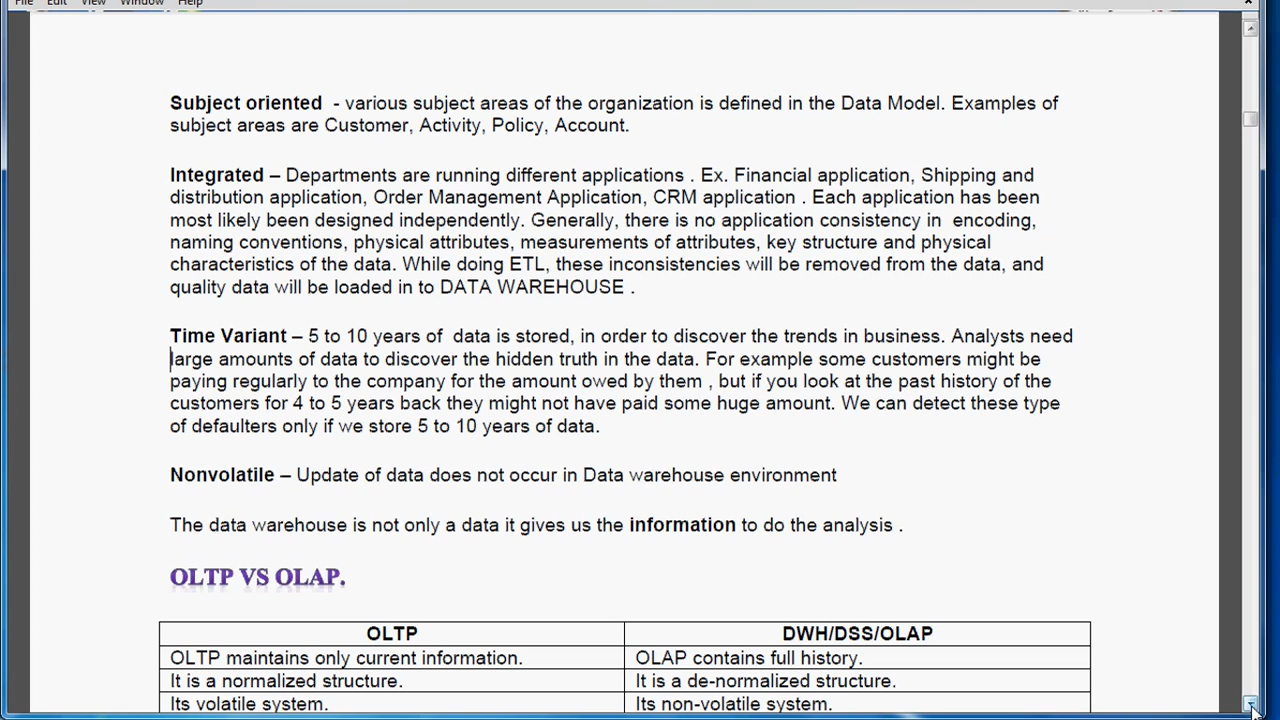 File Edit View Window Help
Subject oriented - various subject areas of the organization is defined in the Data Model. Examples of
subject areas are Customer, Activity, Policy, Account.
Integrated – Departments are running different applications . Ex. Financial application, Shipping and
distribution application, Order Management Application, CRM application . Each application has been
most likely been designed independently. Generally, there is no application consistency in encoding,
naming conventions, physical attributes, measurements of attributes, key structure and physical
characteristics of the data. While doing ETL, these inconsistencies will be removed from the data, and
quality data will be loaded in to DATA WAREHOUSE .
Time Variant – 5 to 10 years of data is stored, in order to discover the trends in business. Analysts need
large amounts of data to discover the hidden truth in the data. For example some customers might be
paying regularly to the company for the amount owed by them , but if you look at the past history of the
customers for 4 to 5 years back they might not have paid some huge amount. We can detect these type
of defaulters only if we store 5 to 10 years of data.
Nonvolatile – Update of data does not occur in Data warehouse environment
The data warehouse is not only a data it gives us the information to do the analysis .
OLTP VS OLAP.
OLTP DWH/DSS/OLAP
OLTP maintains only current information. OLAP contains full history.
It is a normalized structure. It is a de-normalized structure.
Its volatile system. Its non-volatile system.